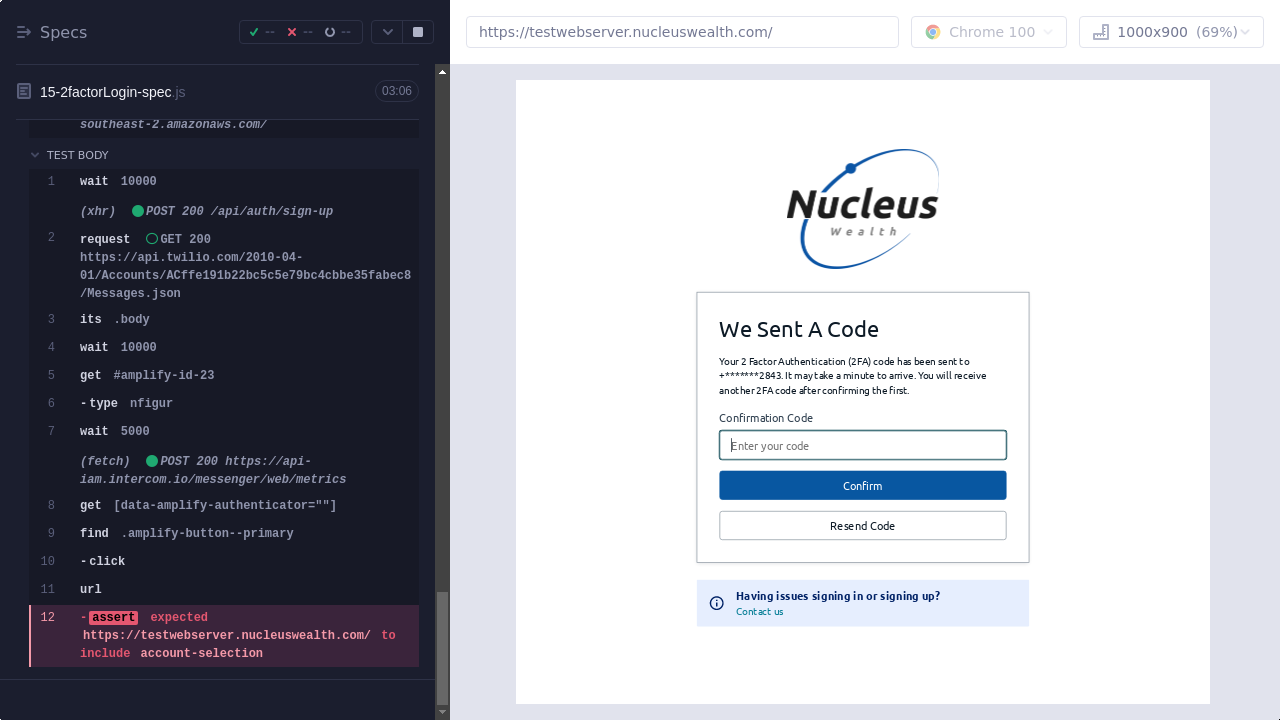 Specs
--
--
--
https://testwebserver.nucleuswealth.com/
Chrome 100
1000x900 (69%)
15-2factorLogin-spec.js
03:06
southeast-2.amazonaws.com/
TEST BODY
1 wait 10000
(xhr) POST 200 /api/auth/sign-up
2 request GET 200
https://api.twilio.com/2010-04-
01/Accounts/ACffe191b22bc5c5e79bc4cbbe35fabec8
/Messages.json
3 its .body
4 wait 10000
5 get #amplify-id-23
6 -type nfigur
7 wait 5000
(fetch) POST 200 https://api-
iam.intercom.io/messenger/web/metrics
8 get [data-amplify-authenticator=""]
9 find .amplify-button--primary
10 -click
11 url
12 -assert expected
https://testwebserver.nucleuswealth.com/ to
include account-selection
Nucleus
Wealth
We Sent A Code
Your 2 Factor Authentication (2FA) code has been sent to
+*******2843. It may take a minute to arrive. You will receive
another 2FA code after confirming the first.
Confirmation Code
Enter your code
Confirm
Resend Code
Having issues signing in or signing up?
Contact us